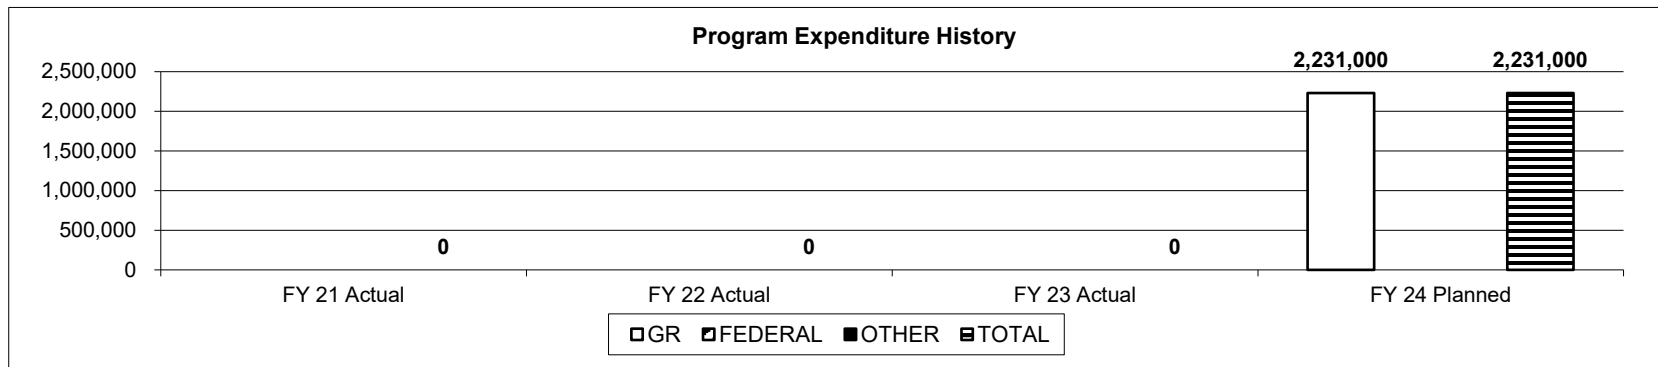 Program Expenditure History
2,231,000 2,231,000
2,500,000
2,000,000
1,500,000
1,000,000
500,000
0 0 0
0
FY 21 Actual FY 22 Actual FY 23 Actual FY 24 Planned
GR FEDERAL OTHER TOTAL